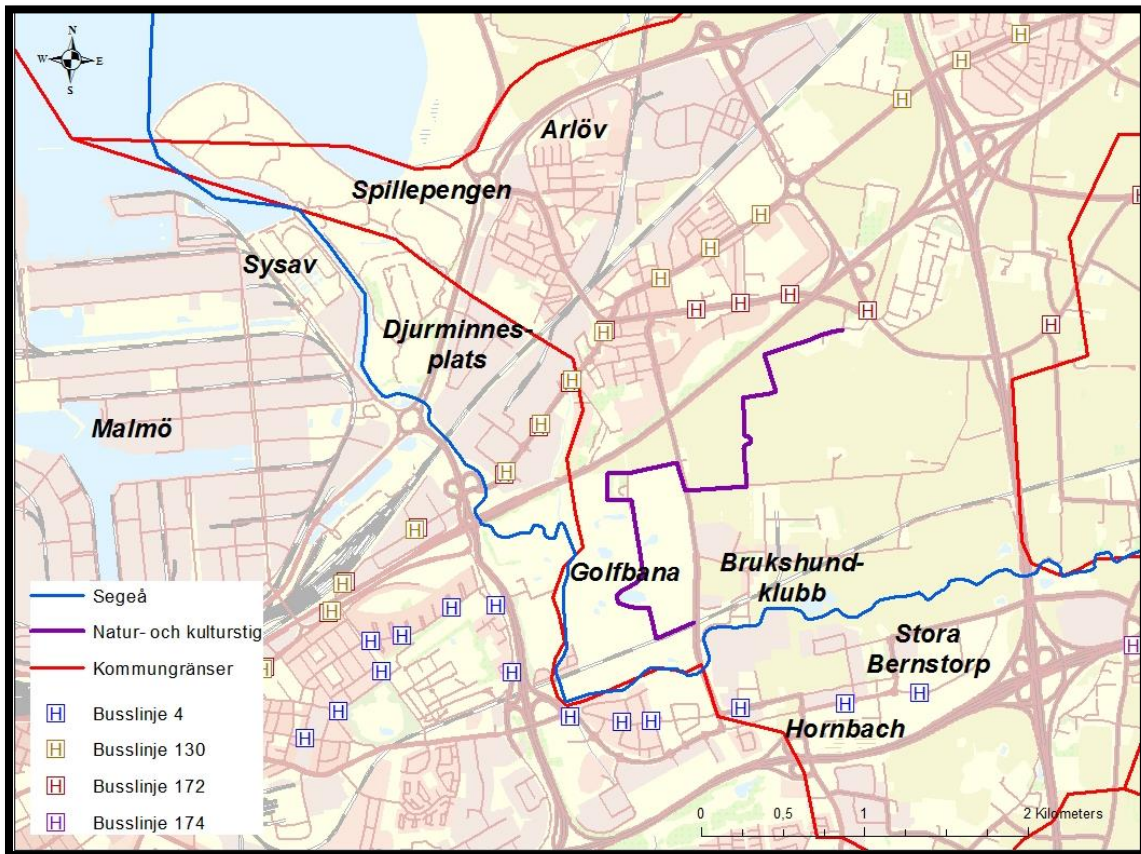 N
W
E
S
Arlöv
Spillepengen
Sysav
Djurminnes-
plats
Malmö
Golfbana
Brukshund-
klubb
Stora
Bernstorp
Hornbach
Segeå
Natur- och kulturstig
Kommungränser
H Busslinje 4
H Busslinje 130
H Busslinje 172
H Busslinje 174
0 0,5 1 2 Kilometers